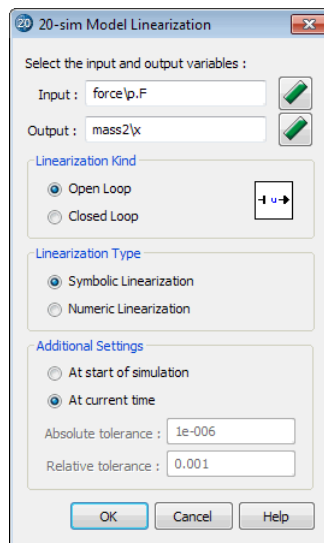 20 20-sim Model Linearization
Select the input and output variables :
Input : force\p.F
Output : mass2\x
Linearization Kind
Open Loop
u
Closed Loop
Linearization Type
Symbolic Linearization
Numeric Linearization
Additional Settings
At start of simulation
At current time
Absolute tolerance : 1e-006
Relative tolerance : 0.001
OK Cancel Help